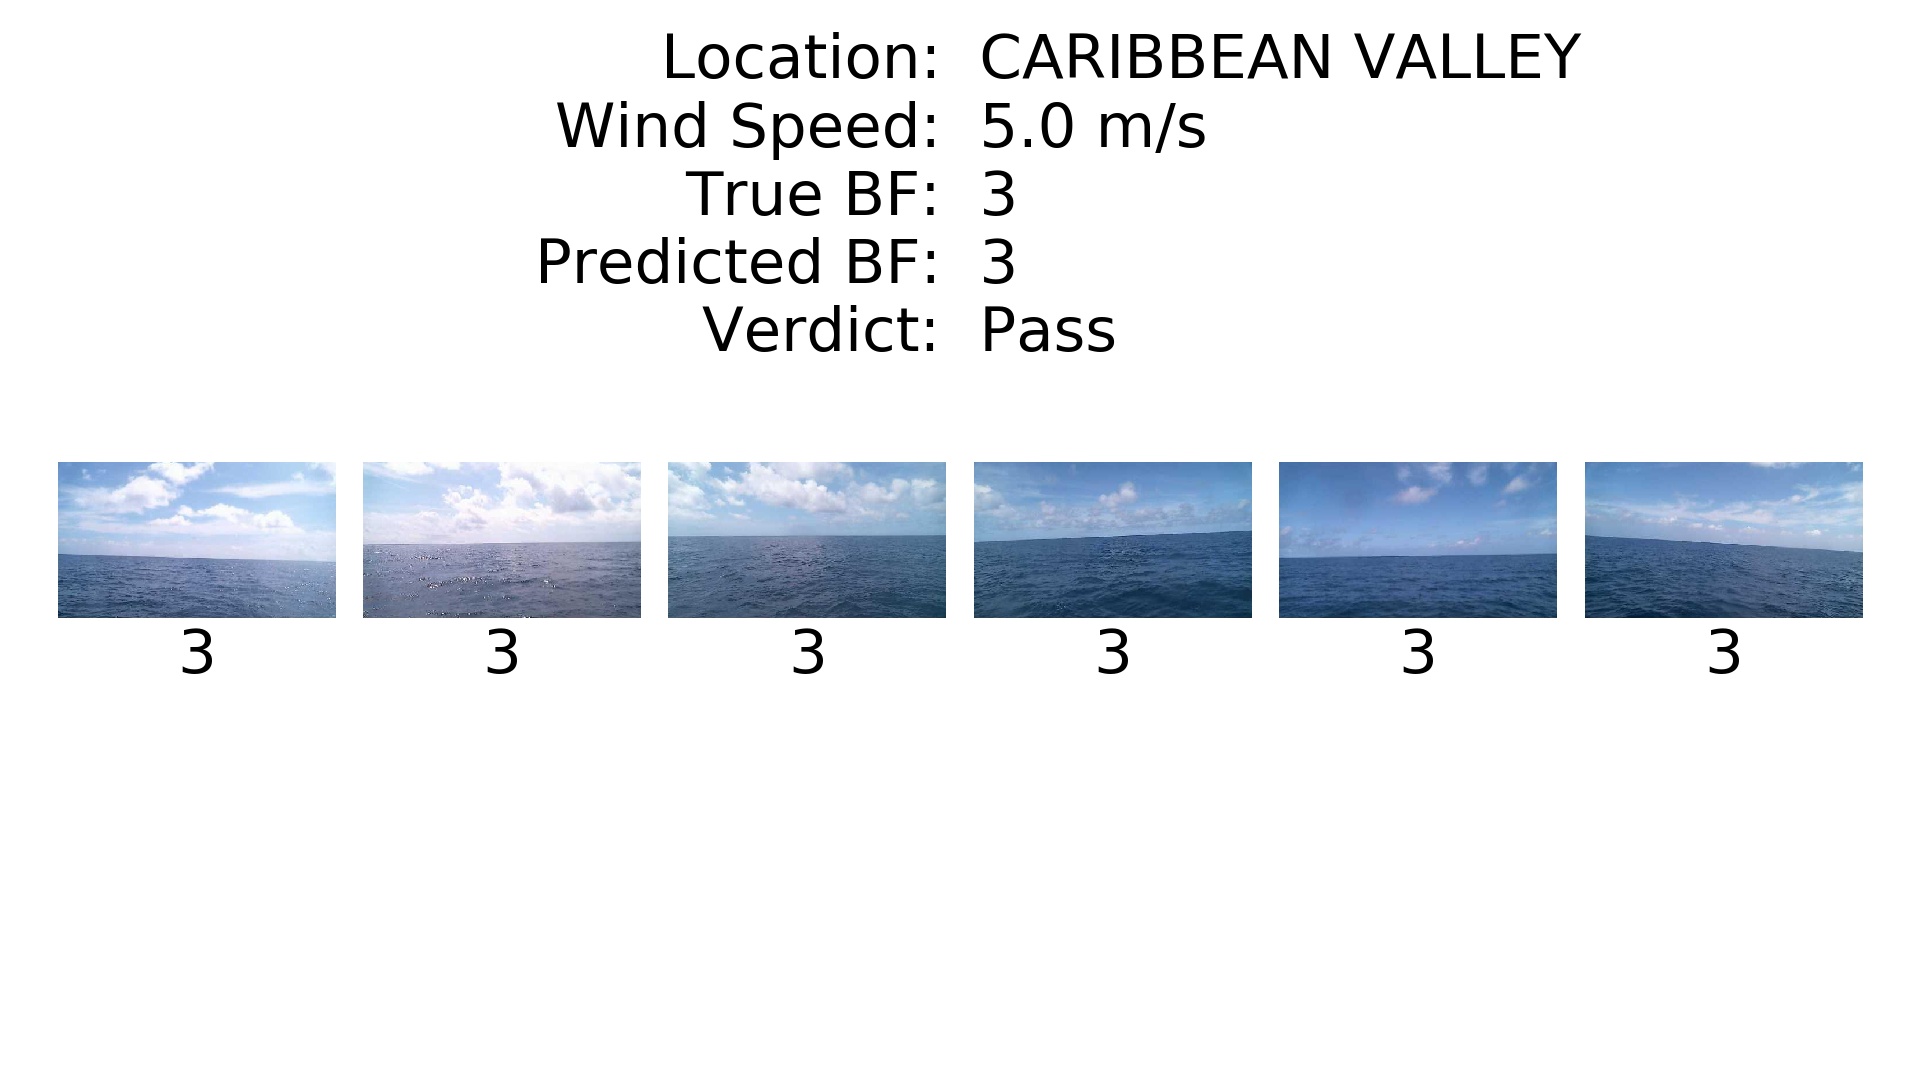 Location: CARIBBEAN VALLEY
Wind Speed: 5.0 m/s
True BF: 3
Predicted BF: 3
Verdict: Pass
3 3 3 3 3 3